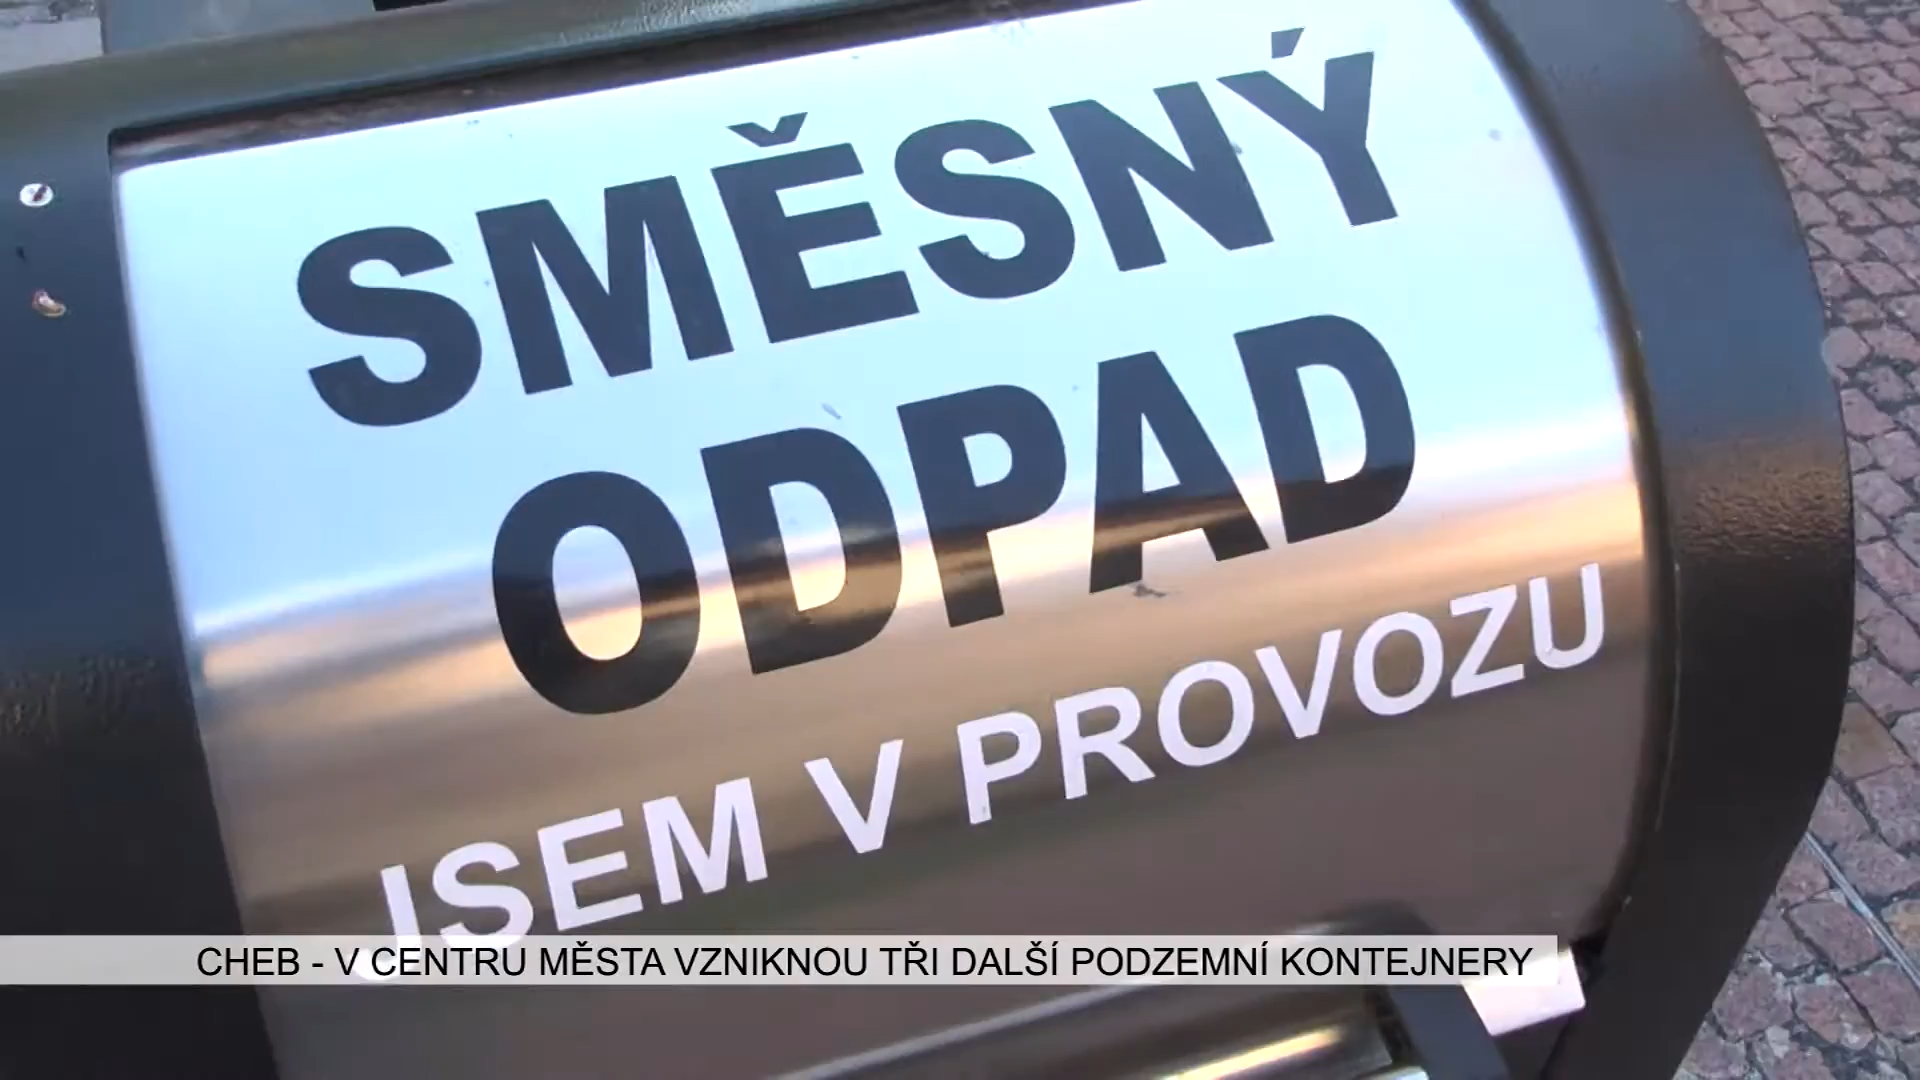 SMĚSNÝ
ODPAD
JSEM V PROVOZU
CHEB - V CENTRU MĚSTA VZNIKNOU TŘI DALŠÍ PODZEMNÍ KONTEJNERY